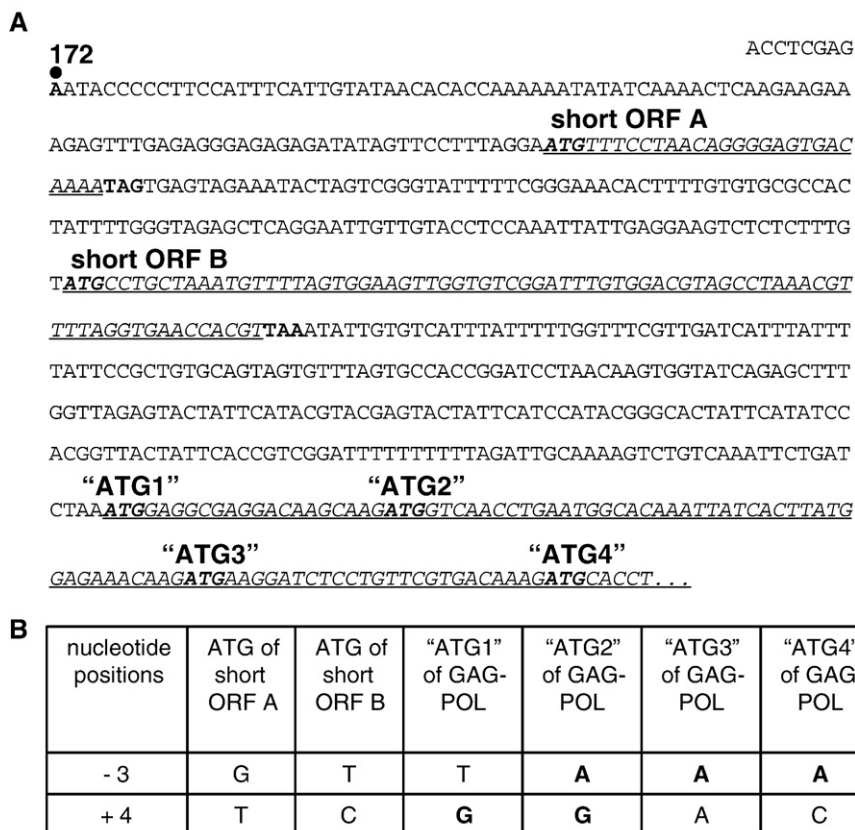 A
ACCTCGAG
172
AATACCCCCTTCCATTTCATTGTATAACACACCAAAAAATATATCAAAACTCAAGAAGAA
short ORF A
AGAGTTTGAGAGGGAGAGAGATATAGTTCCTTTAGGAATGTTTCCTAACAGGGGAGTGAC
AAAATAGTGAGTAGAAATACTAGTCGGGTATTTTTCGGGAAACACTTTTGTGTGCGCCAC
TATTTTGGGTAGAGCTCAGGAATTGTTGTACCTCCAAATTATTGAGGAAGTCTCTCTTTG
short ORF B
TATGCCTGCTAAATGTTTTAGTGGAAGTTGGTGTCGGATTTGTGGACGTAGCCTAAACGT
TTTAGGTGAACCACGTTAAATATTGTGTCATTTATTTTTGGTTTCGTTGATCATTTATTT
TATTCCGCTGTGCAGTAGTGTTTAGTGCCACCGGATCCTAACAAGTGGTATCAGAGCTTT
GGTTAGAGTACTATTCATACGTACGAGTACTATTCATCCATACGGGCACTATTCATATCC
ACGGTTACTATTCACCGTCGGATTTTTTTTTTAGATTGCAAAAGTCTGTCAAATTCTGAT
“ATG1” “ATG2”
CTAAATGGAGGCGAGGACAAGCAAGATGGTCAACCTGAATGGCACAAATTATCACTTATG
“ATG3” “ATG4”
GAGAAACAAGATGAAGGATCTCCTGTTCGTGACAAAGATGCACCT...
B
nucleotide positions ATG of short ORF A ATG of short ORF B “ATG1” of GAG-POL “ATG2” of GAG-POL “ATG3” of GAG-POL “ATG4” of GAG-POL
- 3 G T T A A A
+ 4 T C G G A C